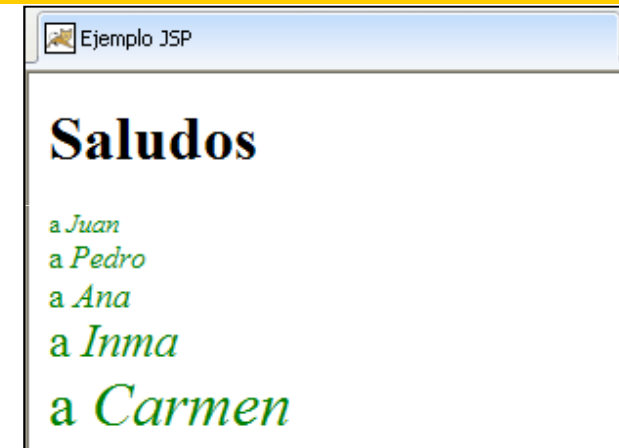 Ejemplo JSP
Saludos
a Juan
a Pedro
a Ana
a Inma
a Carmen